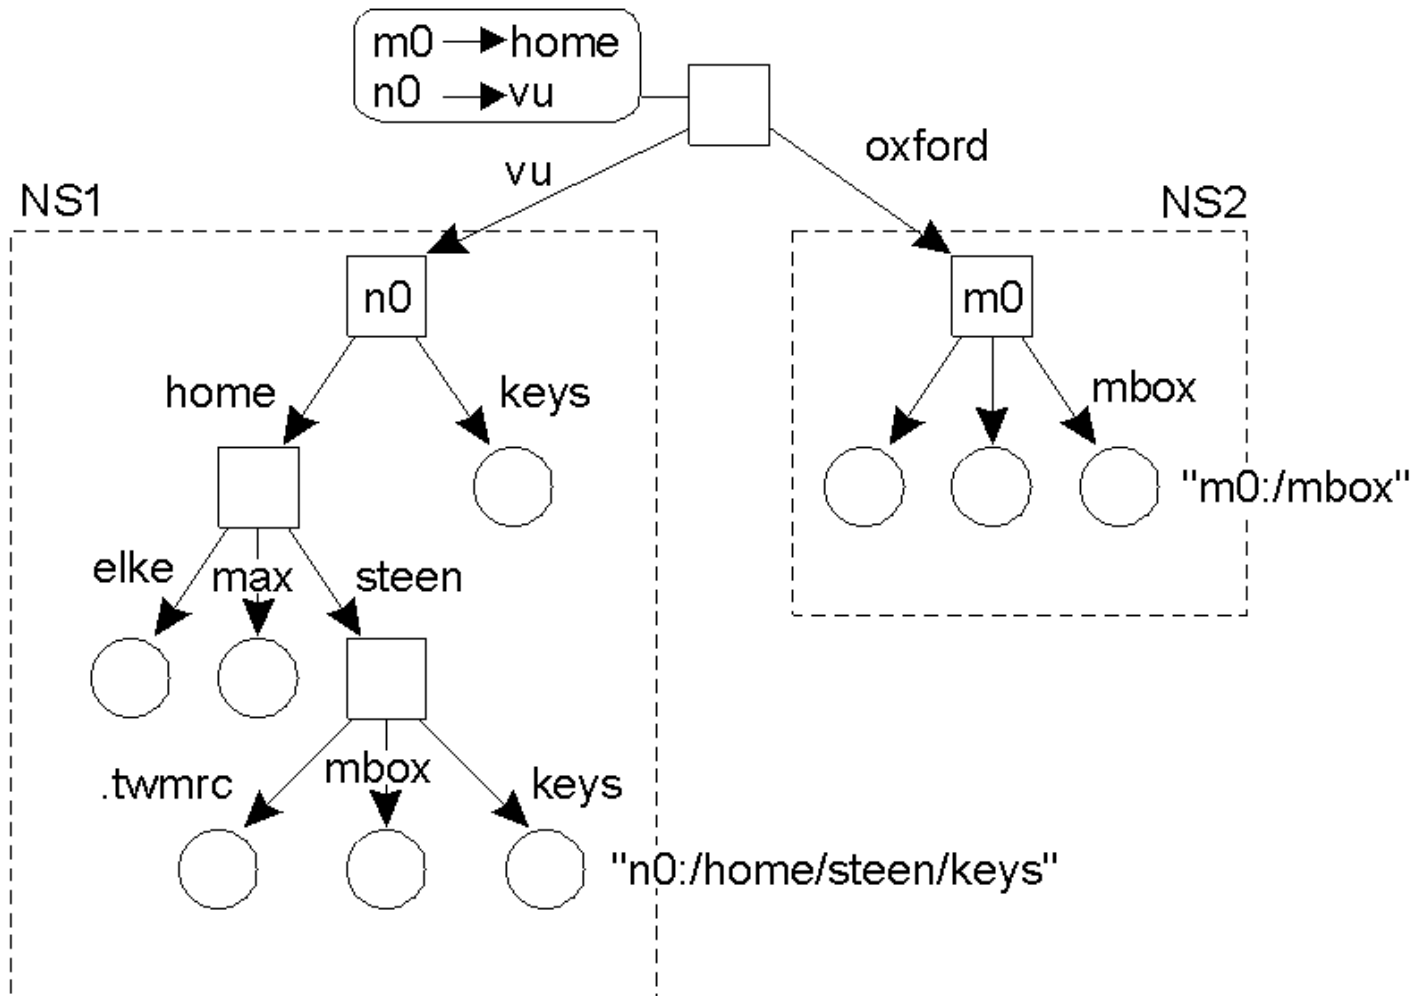 m0 → home
n0 → vu
vu
oxford
NS1
NS2
n0
m0
home
keys
mbox
"m0:/mbox"
elke
max
steen
.twmrc
mbox
keys
"n0:/home/steen/keys"